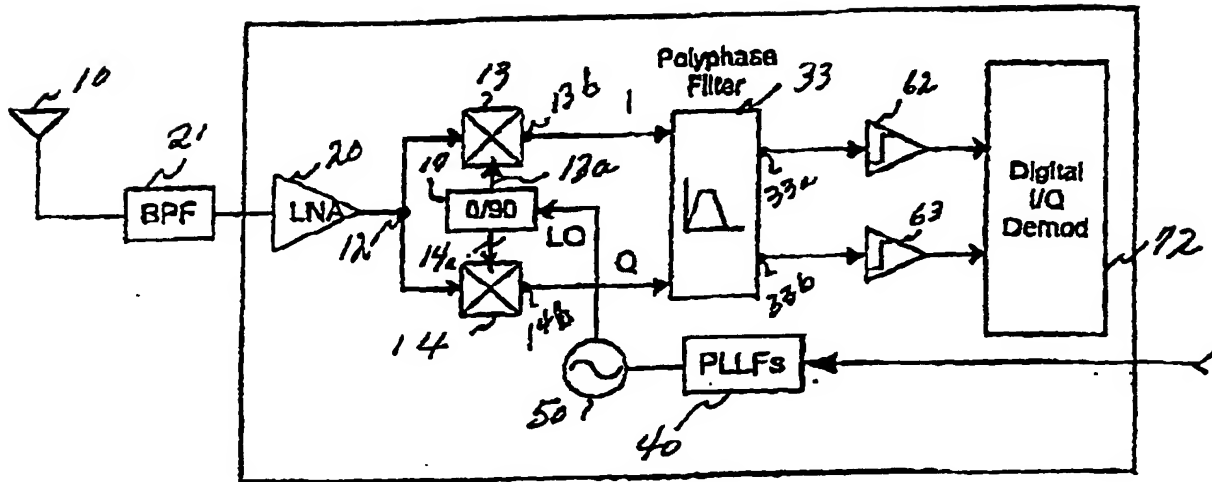 10
21
BPF
20
LNA
12
13
13b
I
13a
0/90
LO
14a
Q
14
14b
50
PLLFs
40
Polyphase
Filter
33
33a
33b
62
63
Digital
I/Q
Demod
72